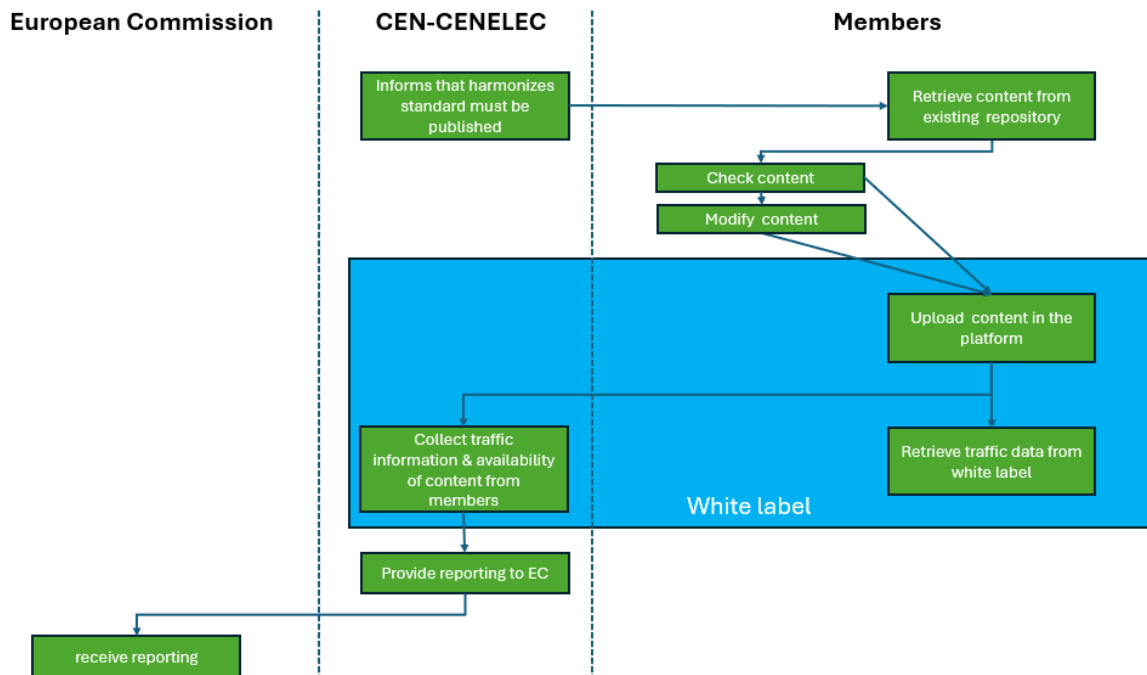 European Commission
CEN-CENELEC
Members
Informs that harmonizes
standard must be
published
Retrieve content from
existing repository
Check content
Modify content
Upload content in the
platform
Collect traffic
information & availability
of content from
members
Retrieve traffic data from
white label
White label
Provide reporting to EC
receive reporting